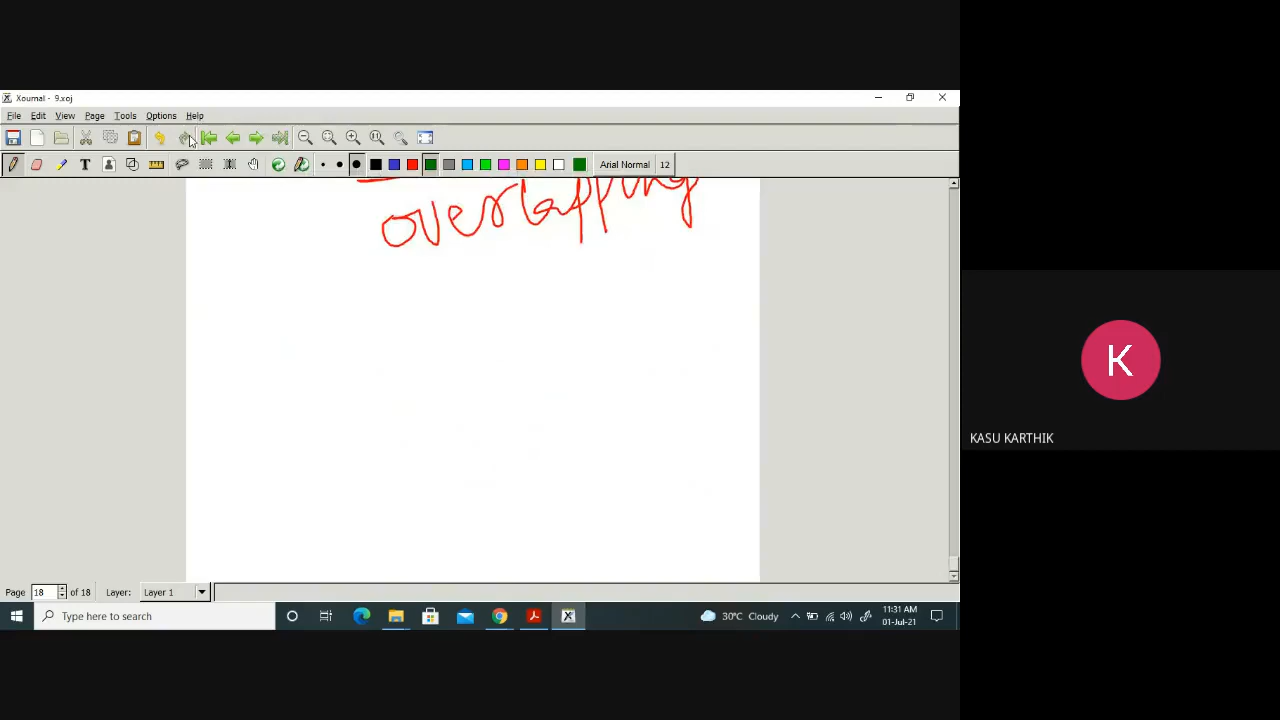 Xournal - 9.xoj
File Edit View Page Tools Options Help
T Arial Normal 12
overlapping
K
KASU KARTHIK
Page 18 of 18 Layer: Layer 1
Type here to search 30°C Cloudy 11:31 AM
01-Jul-21